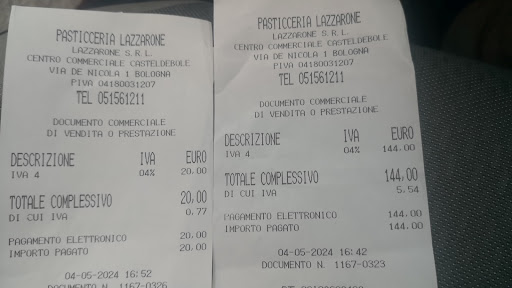 PASTICCERIA LAZZARONE
LAZZARONE S.R.L.
CENTRO COMMERCIALE CASTELDEBOLE
VIA DE NICOLA 1 BOLOGNA
PIVA 04180031207
TEL 051561211
DOCUMENTO COMMERCIALE
DI VENDITA O PRESTAZIONE
DESCRIZIONE IVA EURO
IVA 4 04% 20.00
TOTALE COMPLESSIVO 20,00
DI CUI IVA 0.77
PAGAMENTO ELETTRONICO 20.00
IMPORTO PAGATO 20.00
04-05-2024 16:52
DOCUMENTO N. 1167-0326
PASTICCERIA LAZZARONE
LAZZARONE S.R.L.
CENTRO COMMERCIALE CASTELDEBOLE
VIA DE NICOLA 1 BOLOGNA
PIVA 04180031207
TEL 051561211
DOCUMENTO COMMERCIALE
DI VENDITA O PRESTAZIONE
DESCRIZIONE IVA EURO
IVA 4 04% 144.00
TOTALE COMPLESSIVO 144,00
DI CUI IVA 5.54
PAGAMENTO ELETTRONICO 144.00
IMPORTO PAGATO 144.00
04-05-2024 16:42
DOCUMENTO N. 1167-0323